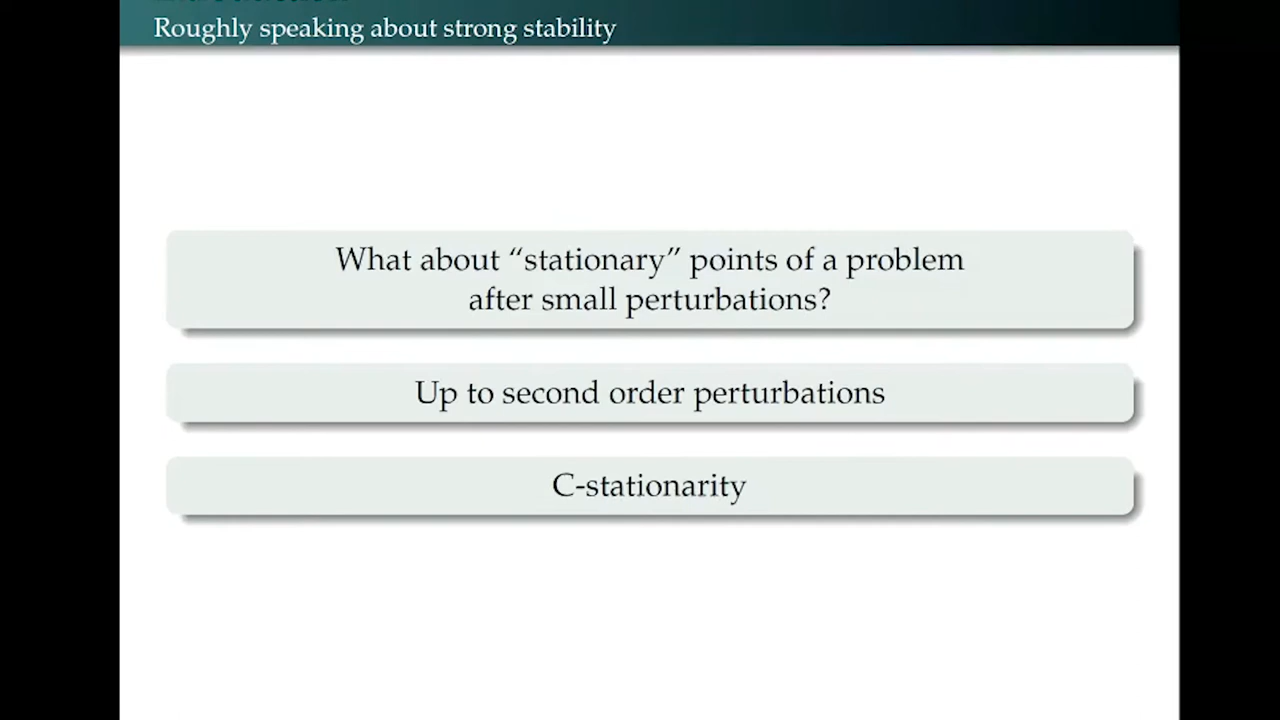 Roughly speaking about strong stability
What about “stationary” points of a problem
after small perturbations?
Up to second order perturbations
C-stationarity